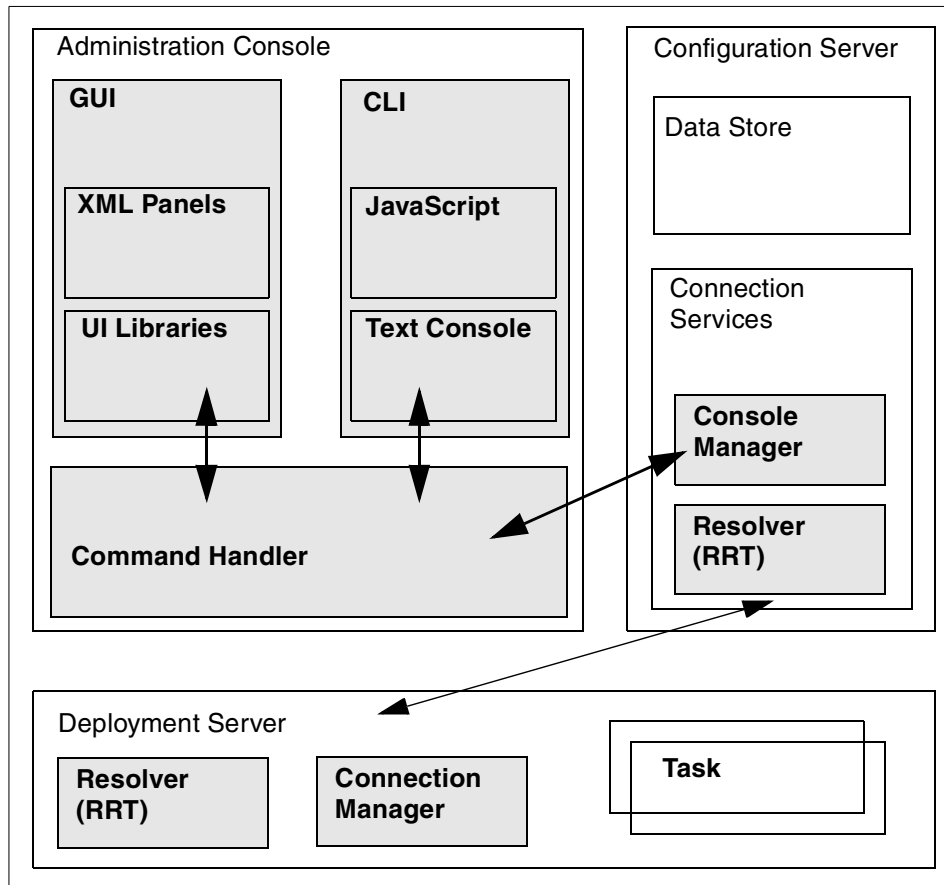 Administration Console
GUI
XML Panels
UI Libraries
CLI
JavaScript
Text Console
Command Handler
Configuration Server
Data Store
Connection
Services
Console
Manager
Resolver
(RRT)
Deployment Server
Resolver
(RRT)
Connection
Manager
Task